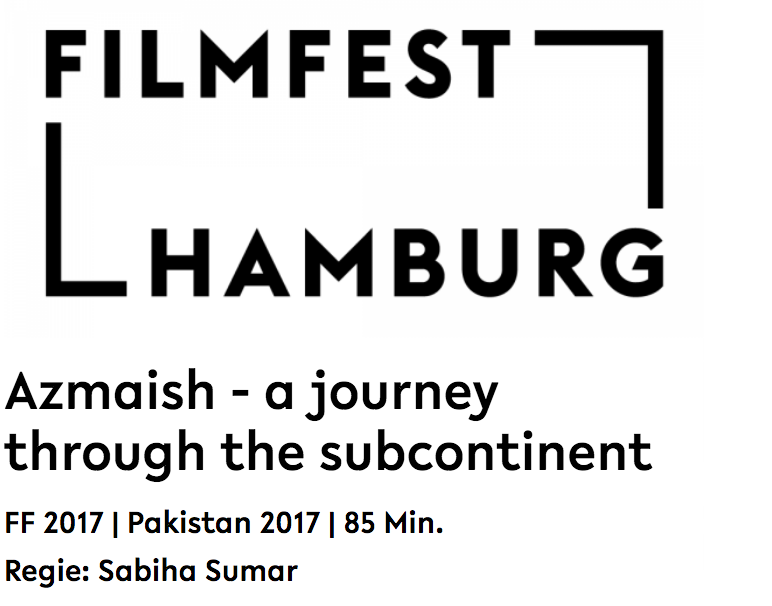 FILMFEST
HAMBURG
Azmaish - a journey
through the subcontinent
FF 2017 | Pakistan 2017 | 85 Min.
Regie: Sabiha Sumar